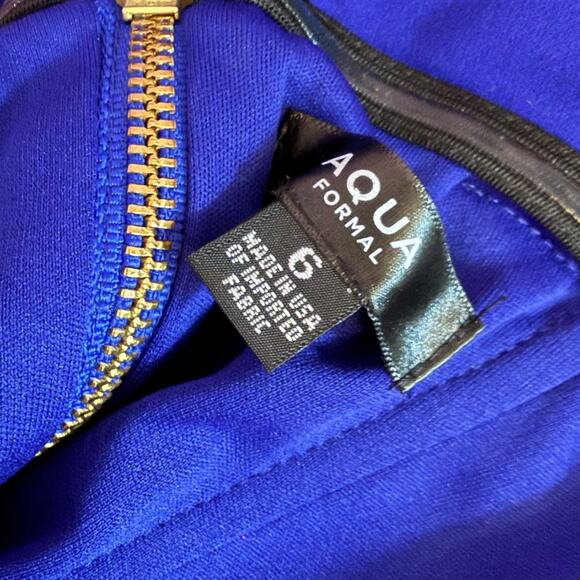 AQUA
FORMAL
6
MADE IN USA
OF IMPORTED
FABRIC